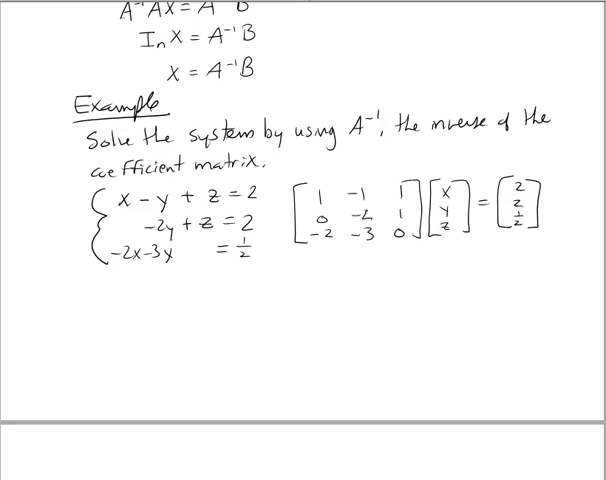 A⁻¹AX = A⁻¹B
IₙX = A⁻¹B
X = A⁻¹B
Example
Solve the system by using A⁻¹, the inverse of the
coefficient matrix.
{ x - y + z = 2 [ 1 -1 1 ] [ x ] = [ 2 ]
-2y + z = 2 [ 0 -2 1 ] [ y ] [ 2 ]
-2x - 3y = 1/2 [ -2 -3 0 ] [ z ] [ 1/2 ]